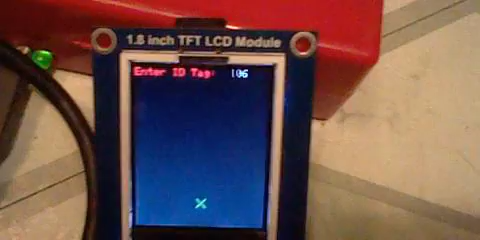 1.8 inch TFT LCD Module
Enter ID Tag: 106
x